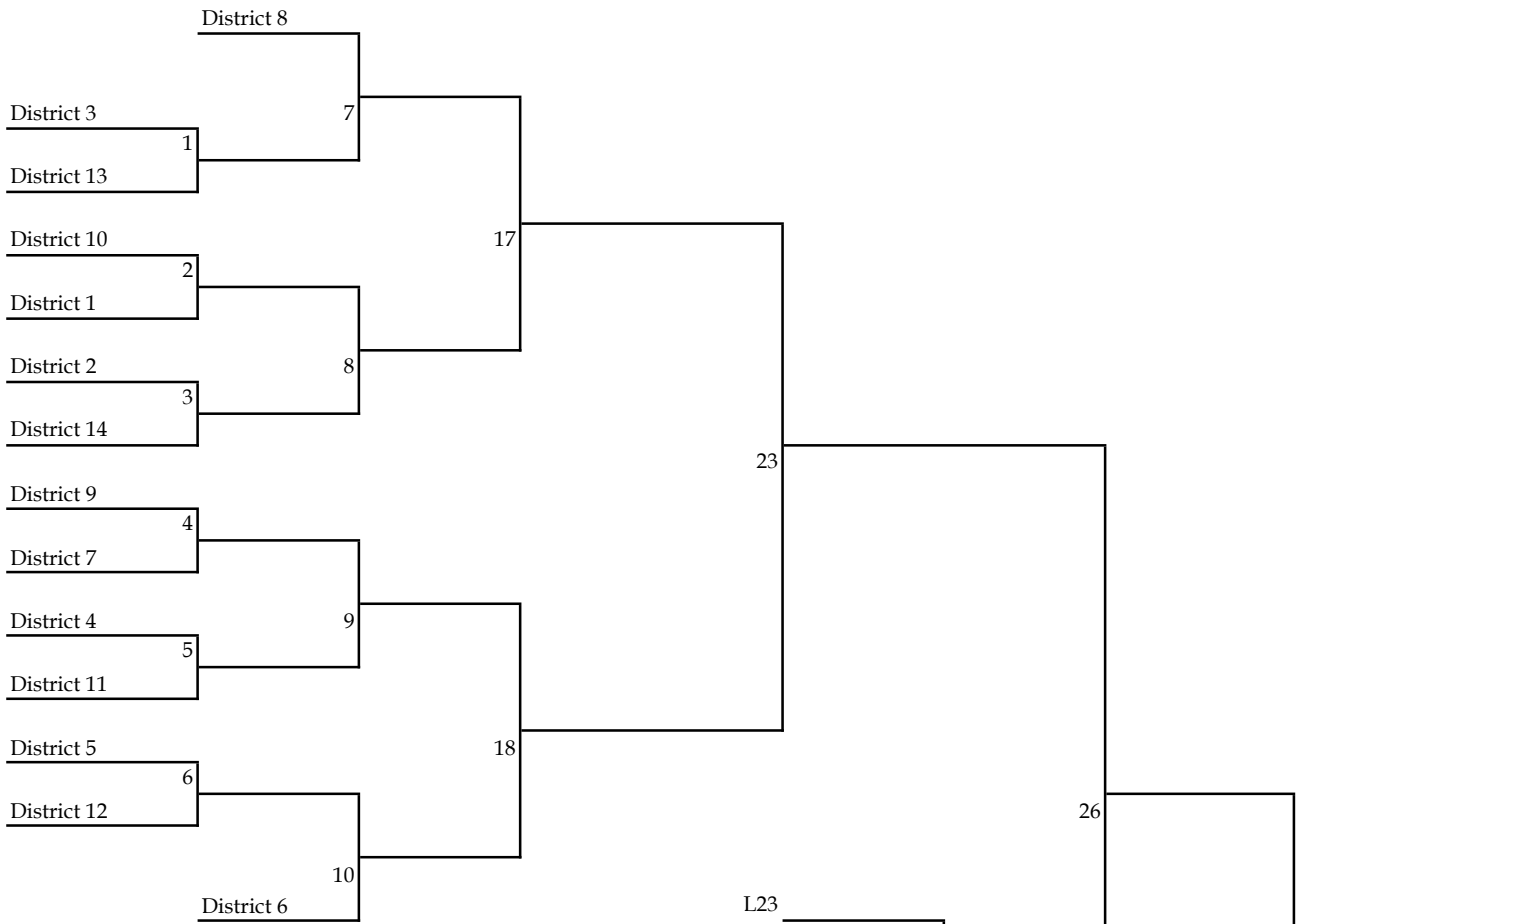 District 8
7
District 3
1
District 13
District 10
17
2
District 1
District 2
8
3
District 14
23
District 9
4
District 7
District 4
9
5
District 11
District 5
18
6
District 12
26
10
District 6
L23